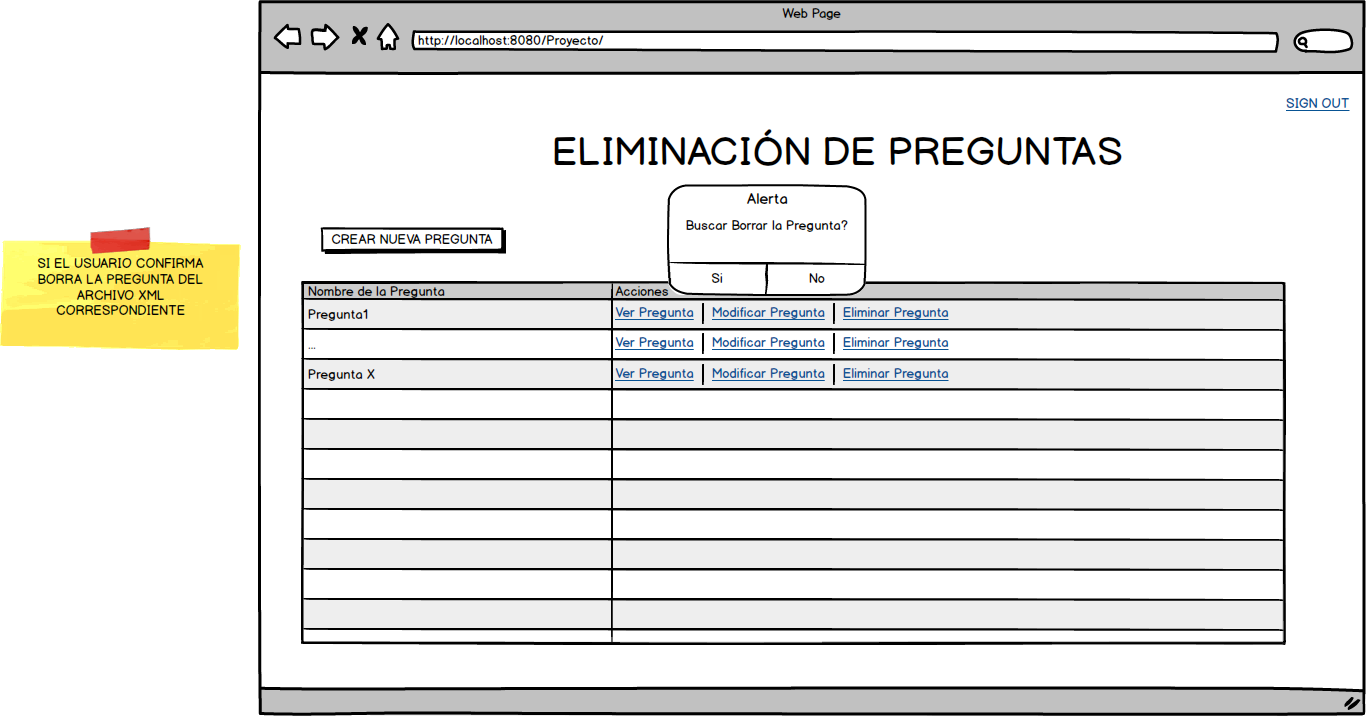 Web Page
http://localhost:8080/Proyecto/
SIGN OUT
ELIMINACIÓN DE PREGUNTAS
Alerta
Buscar Borrar la Pregunta?
Si No
CREAR NUEVA PREGUNTA
SI EL USUARIO CONFIRMA
BORRA LA PREGUNTA DEL
ARCHIVO XML
CORRESPONDIENTE
Nombre de la Pregunta Acciones
Pregunta1 Ver Pregunta Modificar Pregunta Eliminar Pregunta
... Ver Pregunta Modificar Pregunta Eliminar Pregunta
Pregunta X Ver Pregunta Modificar Pregunta Eliminar Pregunta